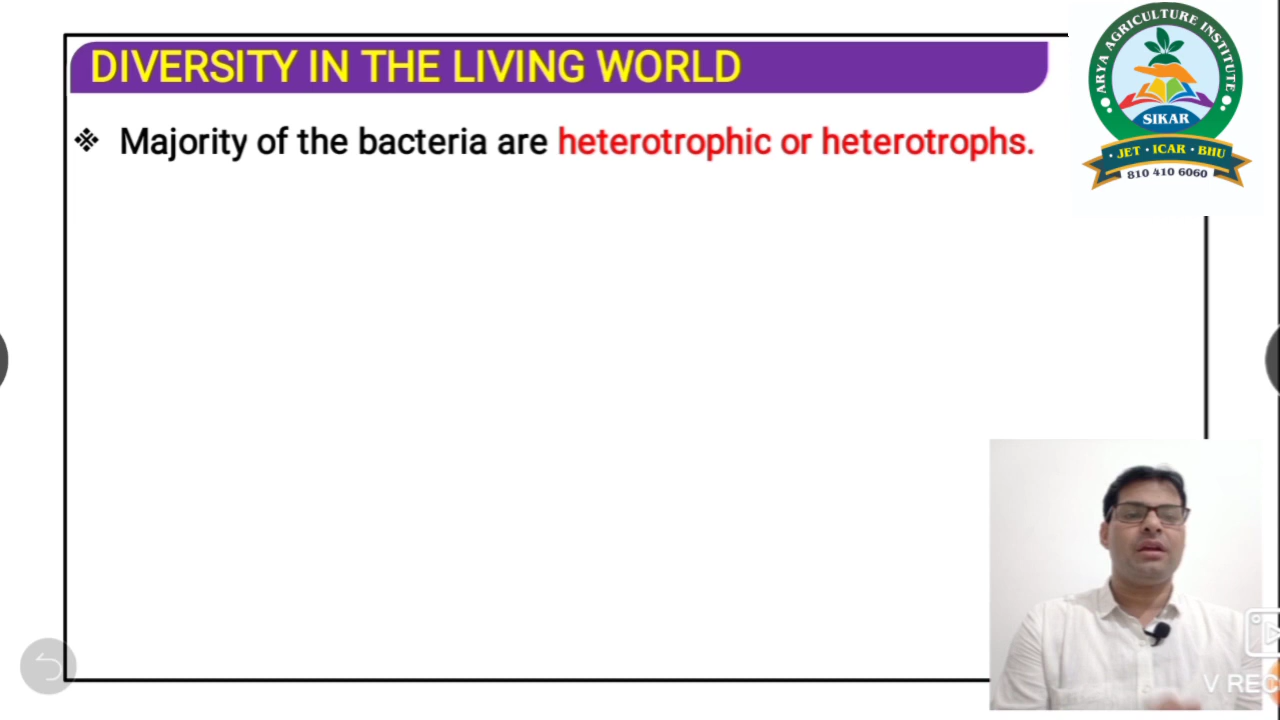 DIVERSITY IN THE LIVING WORLD
❖ Majority of the bacteria are heterotrophic or heterotrophs.
ARYA AGRICULTURE INSTITUTE
SIKAR
· JET · ICAR · BHU
810 410 6060
V REC